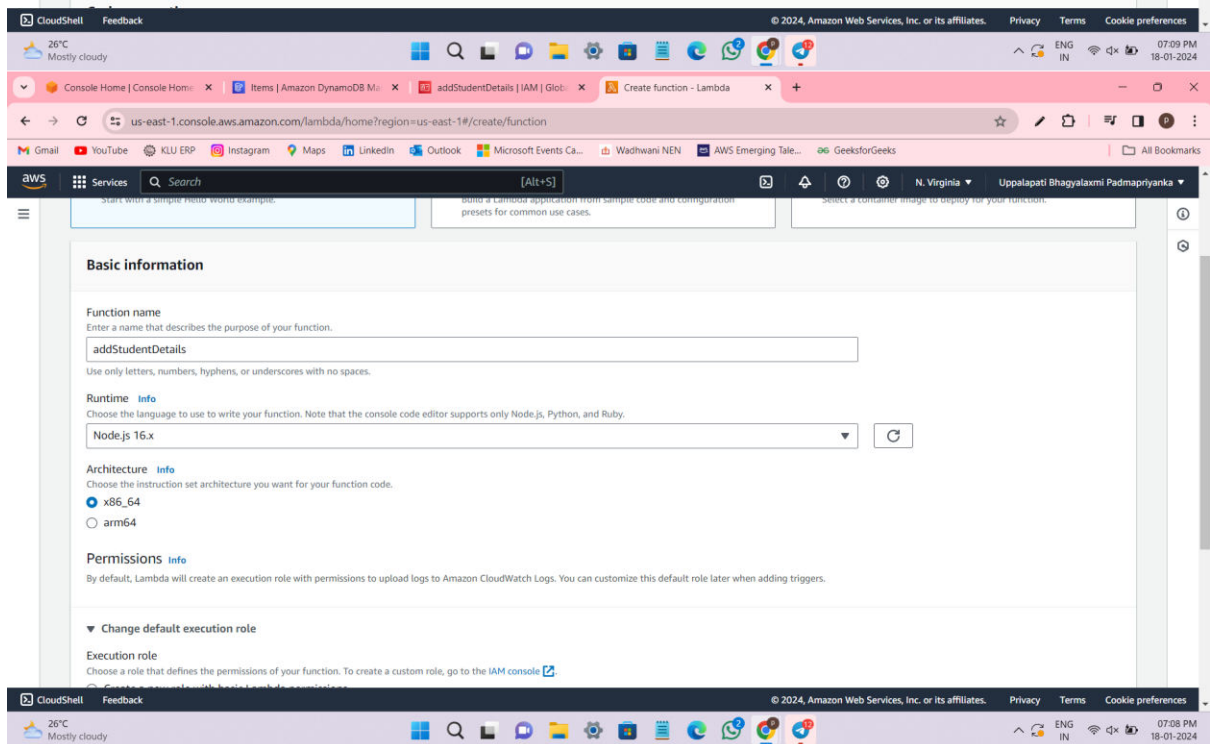 CloudShell Feedback © 2024, Amazon Web Services, Inc. or its affiliates. Privacy Terms Cookie preferences
26°C
Mostly cloudy
ENG
IN
07:09 PM
18-01-2024
2
12
Console Home | Console Home Items | Amazon DynamoDB Ma addStudentDetails | IAM | Glob Create function - Lambda
us-east-1.console.aws.amazon.com/lambda/home?region=us-east-1#/create/function
Gmail YouTube KLU ERP Instagram Maps LinkedIn Outlook Microsoft Events Ca... Wadhwani NEN AWS Emerging Tale... GeeksforGeeks All Bookmarks
aws Services Search [Alt+S] N. Virginia Uppalapati Bhagyalaxmi Padmapriyanka
Start with a simple Hello World example.
Build a Lambda application from sample code and configuration
presets for common use cases.
Select a container image to deploy for your function.
Basic information
Function name
Enter a name that describes the purpose of your function.
addStudentDetails
Use only letters, numbers, hyphens, or underscores with no spaces.
Runtime Info
Choose the language to use to write your function. Note that the console code editor supports only Node.js, Python, and Ruby.
Node.js 16.x
Architecture Info
Choose the instruction set architecture you want for your function code.
x86_64
arm64
Permissions Info
By default, Lambda will create an execution role with permissions to upload logs to Amazon CloudWatch Logs. You can customize this default role later when adding triggers.
Change default execution role
Execution role
Choose a role that defines the permissions of your function. To create a custom role, go to the IAM console.
Create a new role with basic Lambda permissions
CloudShell Feedback © 2024, Amazon Web Services, Inc. or its affiliates. Privacy Terms Cookie preferences
26°C
Mostly cloudy
ENG
IN
07:08 PM
18-01-2024
2
12